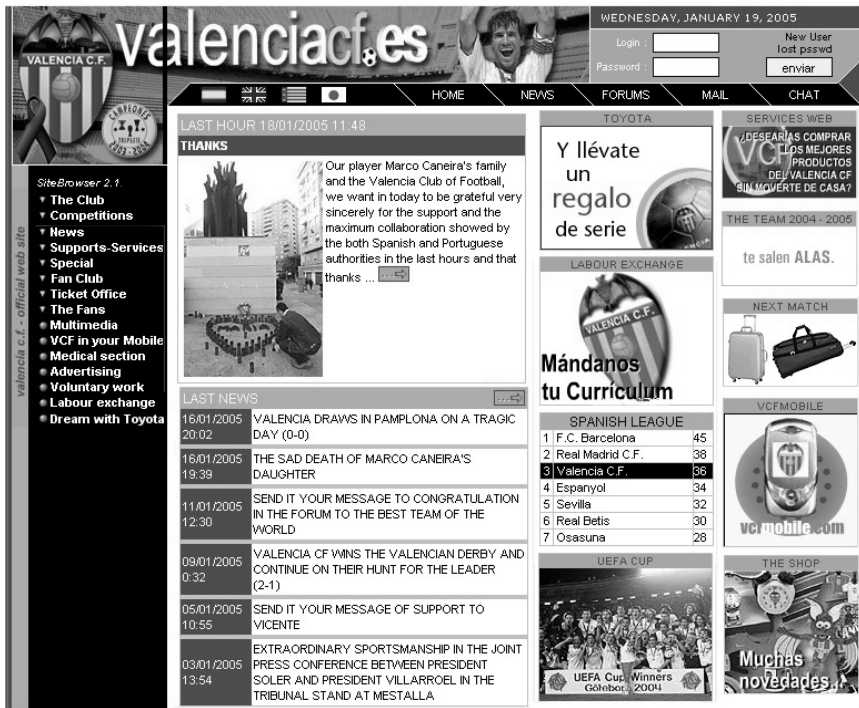 valenciacf.es
VALENCIA C.F.
CAMPEONES
TRIPLETE
2003-2004
WEDNESDAY, JANUARY 19, 2005
Login :
New User
lost psswd
Password :
enviar
HOME
NEWS
FORUMS
MAIL
CHAT
valencia c.f. - official web site
SiteBrowser 2.1.
The Club
Competitions
News
Supports-Services
Special
Fan Club
Ticket Office
The Fans
Multimedia
VCF in your Mobile
Medical section
Advertising
Voluntary work
Labour exchange
Dream with Toyota
LAST HOUR 18/01/2005 11:48
THANKS
Our player Marco Caneira's family
and the Valencia Club of Football,
we want in today to be grateful very
sincerely for the support and the
maximum collaboration showed by
the both Spanish and Portuguese
authorities in the last hours and that
thanks ...
LAST NEWS
16/01/2005 VALENCIA DRAWS IN PAMPLONA ON A TRAGIC
20:02 DAY (0-0)
16/01/2005 THE SAD DEATH OF MARCO CANEIRA'S
19:39 DAUGHTER
SEND IT YOUR MESSAGE TO CONGRATULATION
11/01/2005 IN THE FORUM TO THE BEST TEAM OF THE
12:30 WORLD
VALENCIA CF WINS THE VALENCIAN DERBY AND
09/01/2005 CONTINUE ON THEIR HUNT FOR THE LEADER
0:32 (2-1)
05/01/2005 SEND IT YOUR MESSAGE OF SUPPORT TO
10:55 VICENTE
EXTRAORDINARY SPORTSMANSHIP IN THE JOINT
03/01/2005 PRESS CONFERENCE BETWEEN PRESIDENT
13:54 SOLER AND PRESIDENT VILLARROEL IN THE
TRIBUNAL STAND AT MESTALLA
TOYOTA
Y llévate
un
regalo
de serie
LABOUR EXCHANGE
VALENCIA C.F.
Mándanos
tu Currículum
SPANISH LEAGUE
1 F.C. Barcelona 45
2 Real Madrid C.F. 38
3 Valencia C.F. 36
4 Espanyol 34
5 Sevilla 32
6 Real Betis 30
7 Osasuna 28
UEFA CUP
UEFA Cup Winners
Göteborg 2004
SERVICES WEB
VCF
¿DESEARÍAS COMPRAR
LOS MEJORES
PRODUCTOS
DEL VALENCIA CF
SIN MOVERTE DE CASA?
THE TEAM 2004 - 2005
te salen ALAS.
NEXT MATCH
VCFMOBILE
vcfmobile.com
THE SHOP
Muchas
novedades...